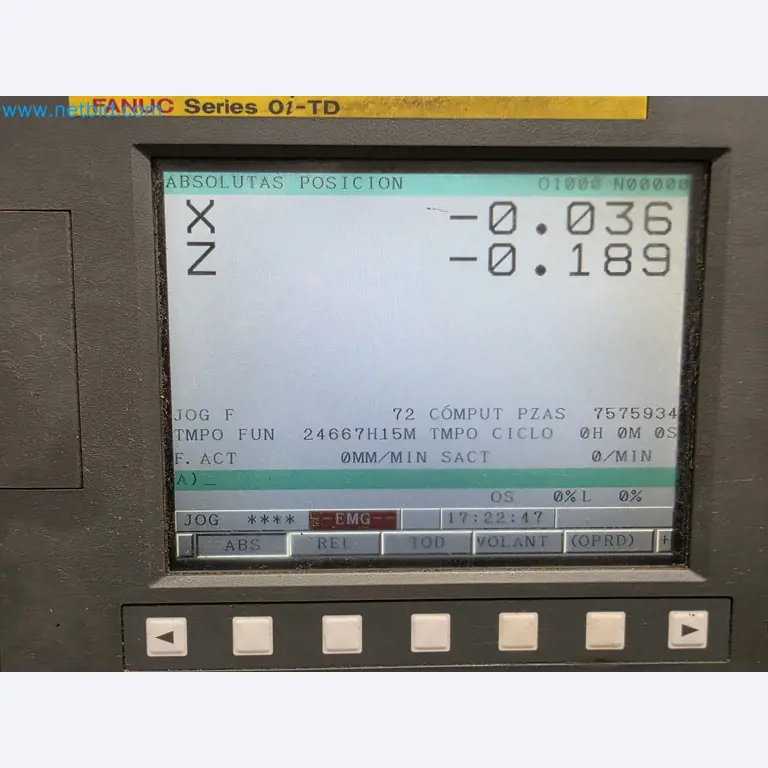 www.netbid.com
FANUC Series 0i-TD
ABSOLUTAS POSICION O1000 N00000
X -0.036
Z -0.189
JOG F 72 CÓMPUT PZAS 7575934
TMPO FUN 24667H15M TMPO CICLO 0H 0M 0S
F. ACT 0MM/MIN SACT 0/MIN
A)_
OS 0% L 0%
JOG **** --EMG-- 17:22:47
ABS REL TOD VOLANT (OPRD)